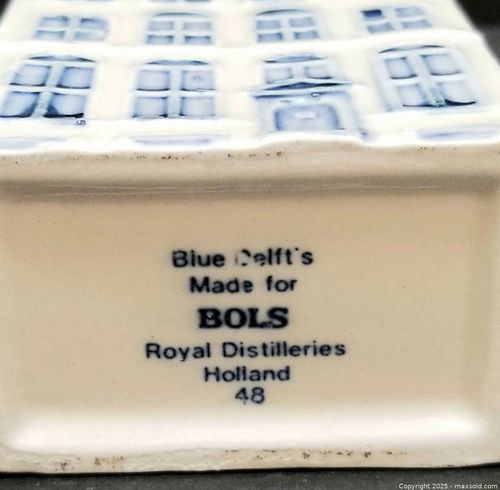 Blue Delft's
Made for
BOLS
Royal Distilleries
Holland
48
Copyright 2025 - maxsold.com